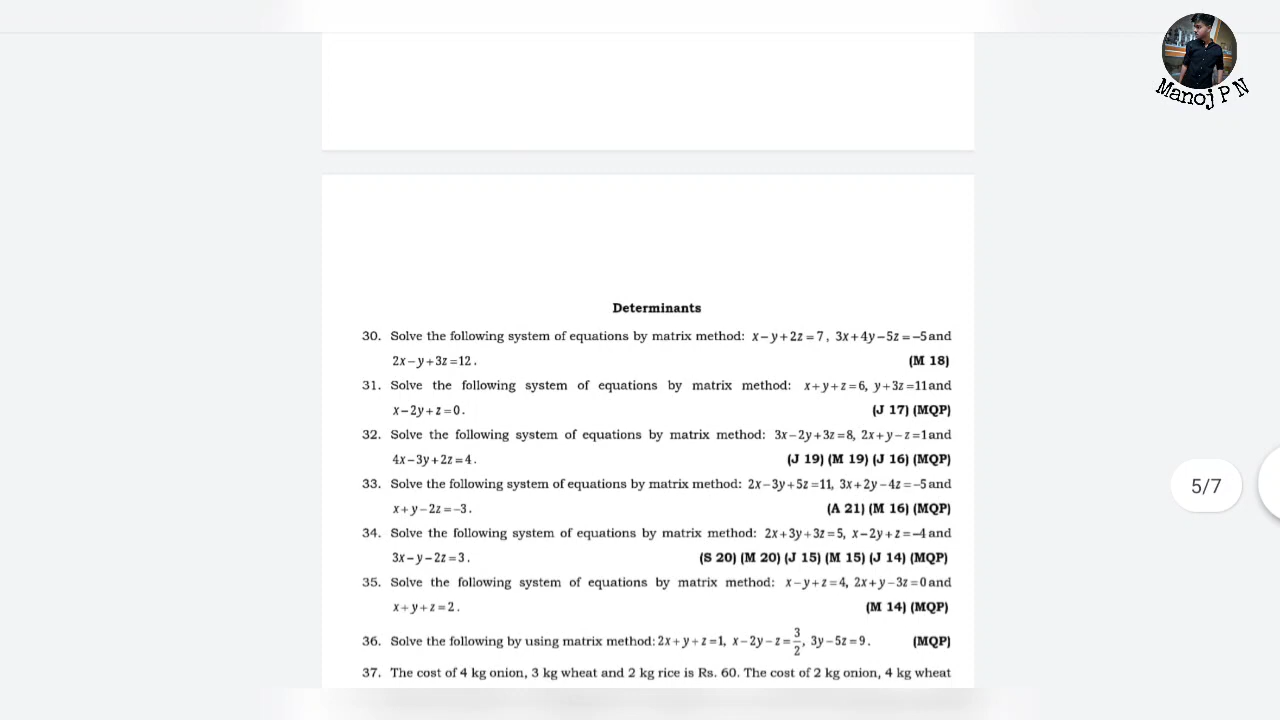 Manoj P N
Determinants
30. Solve the following system of equations by matrix method: x−y+2z=7, 3x+4y−5z=−5 and
2x−y+3z=12. (M 18)
31. Solve the following system of equations by matrix method: x+y+z=6, y+3z=11 and
x−2y+z=0. (J 17) (MQP)
32. Solve the following system of equations by matrix method: 3x−2y+3z=8, 2x+y−z=1 and
4x−3y+2z=4. (J 19) (M 19) (J 16) (MQP)
33. Solve the following system of equations by matrix method: 2x−3y+5z=11, 3x+2y−4z=−5 and
x+y−2z=−3. (A 21) (M 16) (MQP)
5/7
34. Solve the following system of equations by matrix method: 2x+3y+3z=5, x−2y+z=−4 and
3x−y−2z=3. (S 20) (M 20) (J 15) (M 15) (J 14) (MQP)
35. Solve the following system of equations by matrix method: x−y+z=4, 2x+y−3z=0 and
x+y+z=2. (M 14) (MQP)
36. Solve the following by using matrix method: 2x+y+z=1, x−2y−z=3/2, 3y−5z=9. (MQP)
37. The cost of 4 kg onion, 3 kg wheat and 2 kg rice is Rs. 60. The cost of 2 kg onion, 4 kg wheat